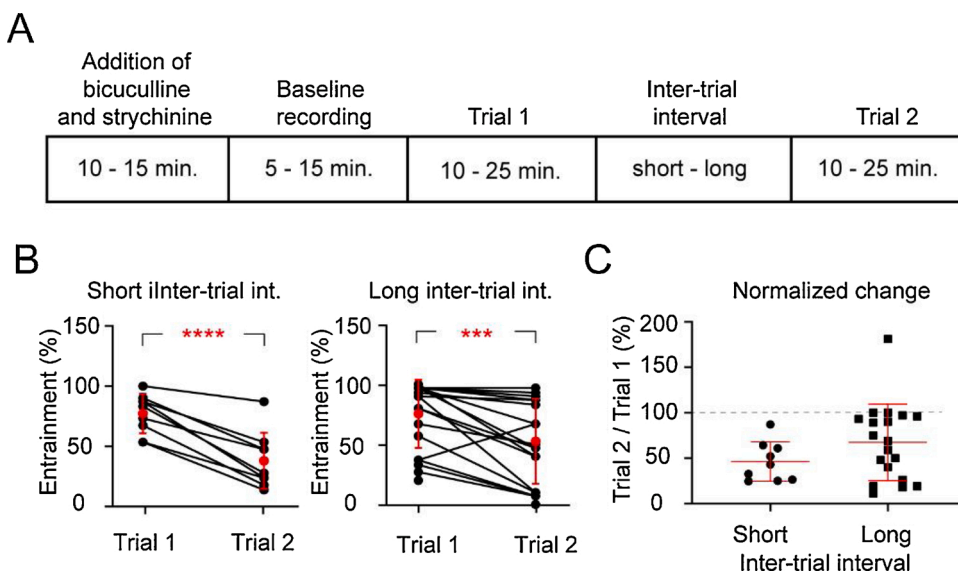 A
Addition of
bicuculline
and strychinine
Baseline
recording
Trial 1
Inter-trial
interval
Trial 2
10 - 15 min.
5 - 15 min.
10 - 25 min.
short - long
10 - 25 min.
B
Short iInter-trial int.
Entrainment (%)
150
100
50
0
****
Trial 1
Trial 2
Long inter-trial int.
Entrainment (%)
150
100
50
0
***
Trial 1
Trial 2
C
Normalized change
Trial 2 / Trial 1 (%)
200
150
100
50
0
Short
Long
Inter-trial interval